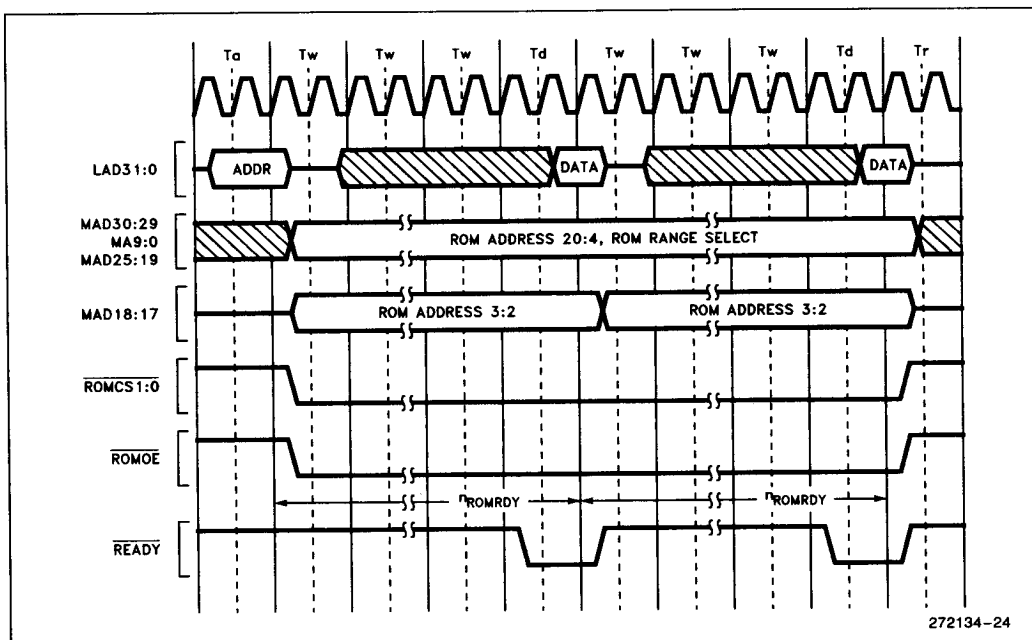 Ta Tw Tw Tw Td Tw Tw Tw Td Tr
LAD31:0 ADDR DATA DATA
MAD30:29
MA9:0 ROM ADDRESS 20:4, ROM RANGE SELECT
MAD25:19
MAD18:17 ROM ADDRESS 3:2 ROM ADDRESS 3:2
ROMCS1:0
ROMOE
nROMRDY nROMRDY
READY
272134-24